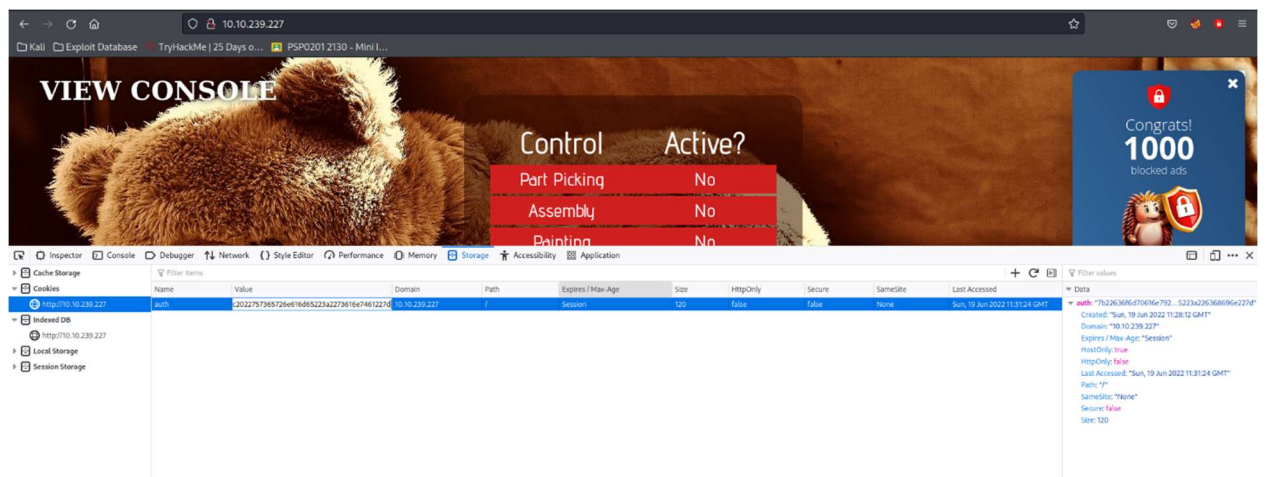 10.10.239.227
Kali Exploit Database TryHackMe | 25 Days o... PSP0201 2130 - Mini I...
VIEW CONSOLE
Congrats!
1000
blocked ads
Control Active?
Part Picking No
Assembly No
Painting No
Inspector Console Debugger Network {} Style Editor Performance Memory Storage Accessibility Application
Cache Storage
Cookies
http://10.10.239.227
Indexed DB
http://10.10.239.227
Local Storage
Session Storage
Filter Items
Name Value Domain Path Expires / Max-Age Size HttpOnly Secure SameSite Last Accessed
auth c2022757365726e616d65223a2273616e7461227d 10.10.239.227 / Session 120 false false None Sun, 19 Jun 2022 11:31:24 GMT
Filter values
Data
auth: "7b22636f6d70616e792...5223a226368696e227d"
Created: "Sun, 19 Jun 2022 11:28:12 GMT"
Domain: "10.10.239.227"
Expires / Max-Age: "Session"
HostOnly: true
HttpOnly: false
Last Accessed: "Sun, 19 Jun 2022 11:31:24 GMT"
Path: "/"
SameSite: "None"
Secure: false
Size: 120